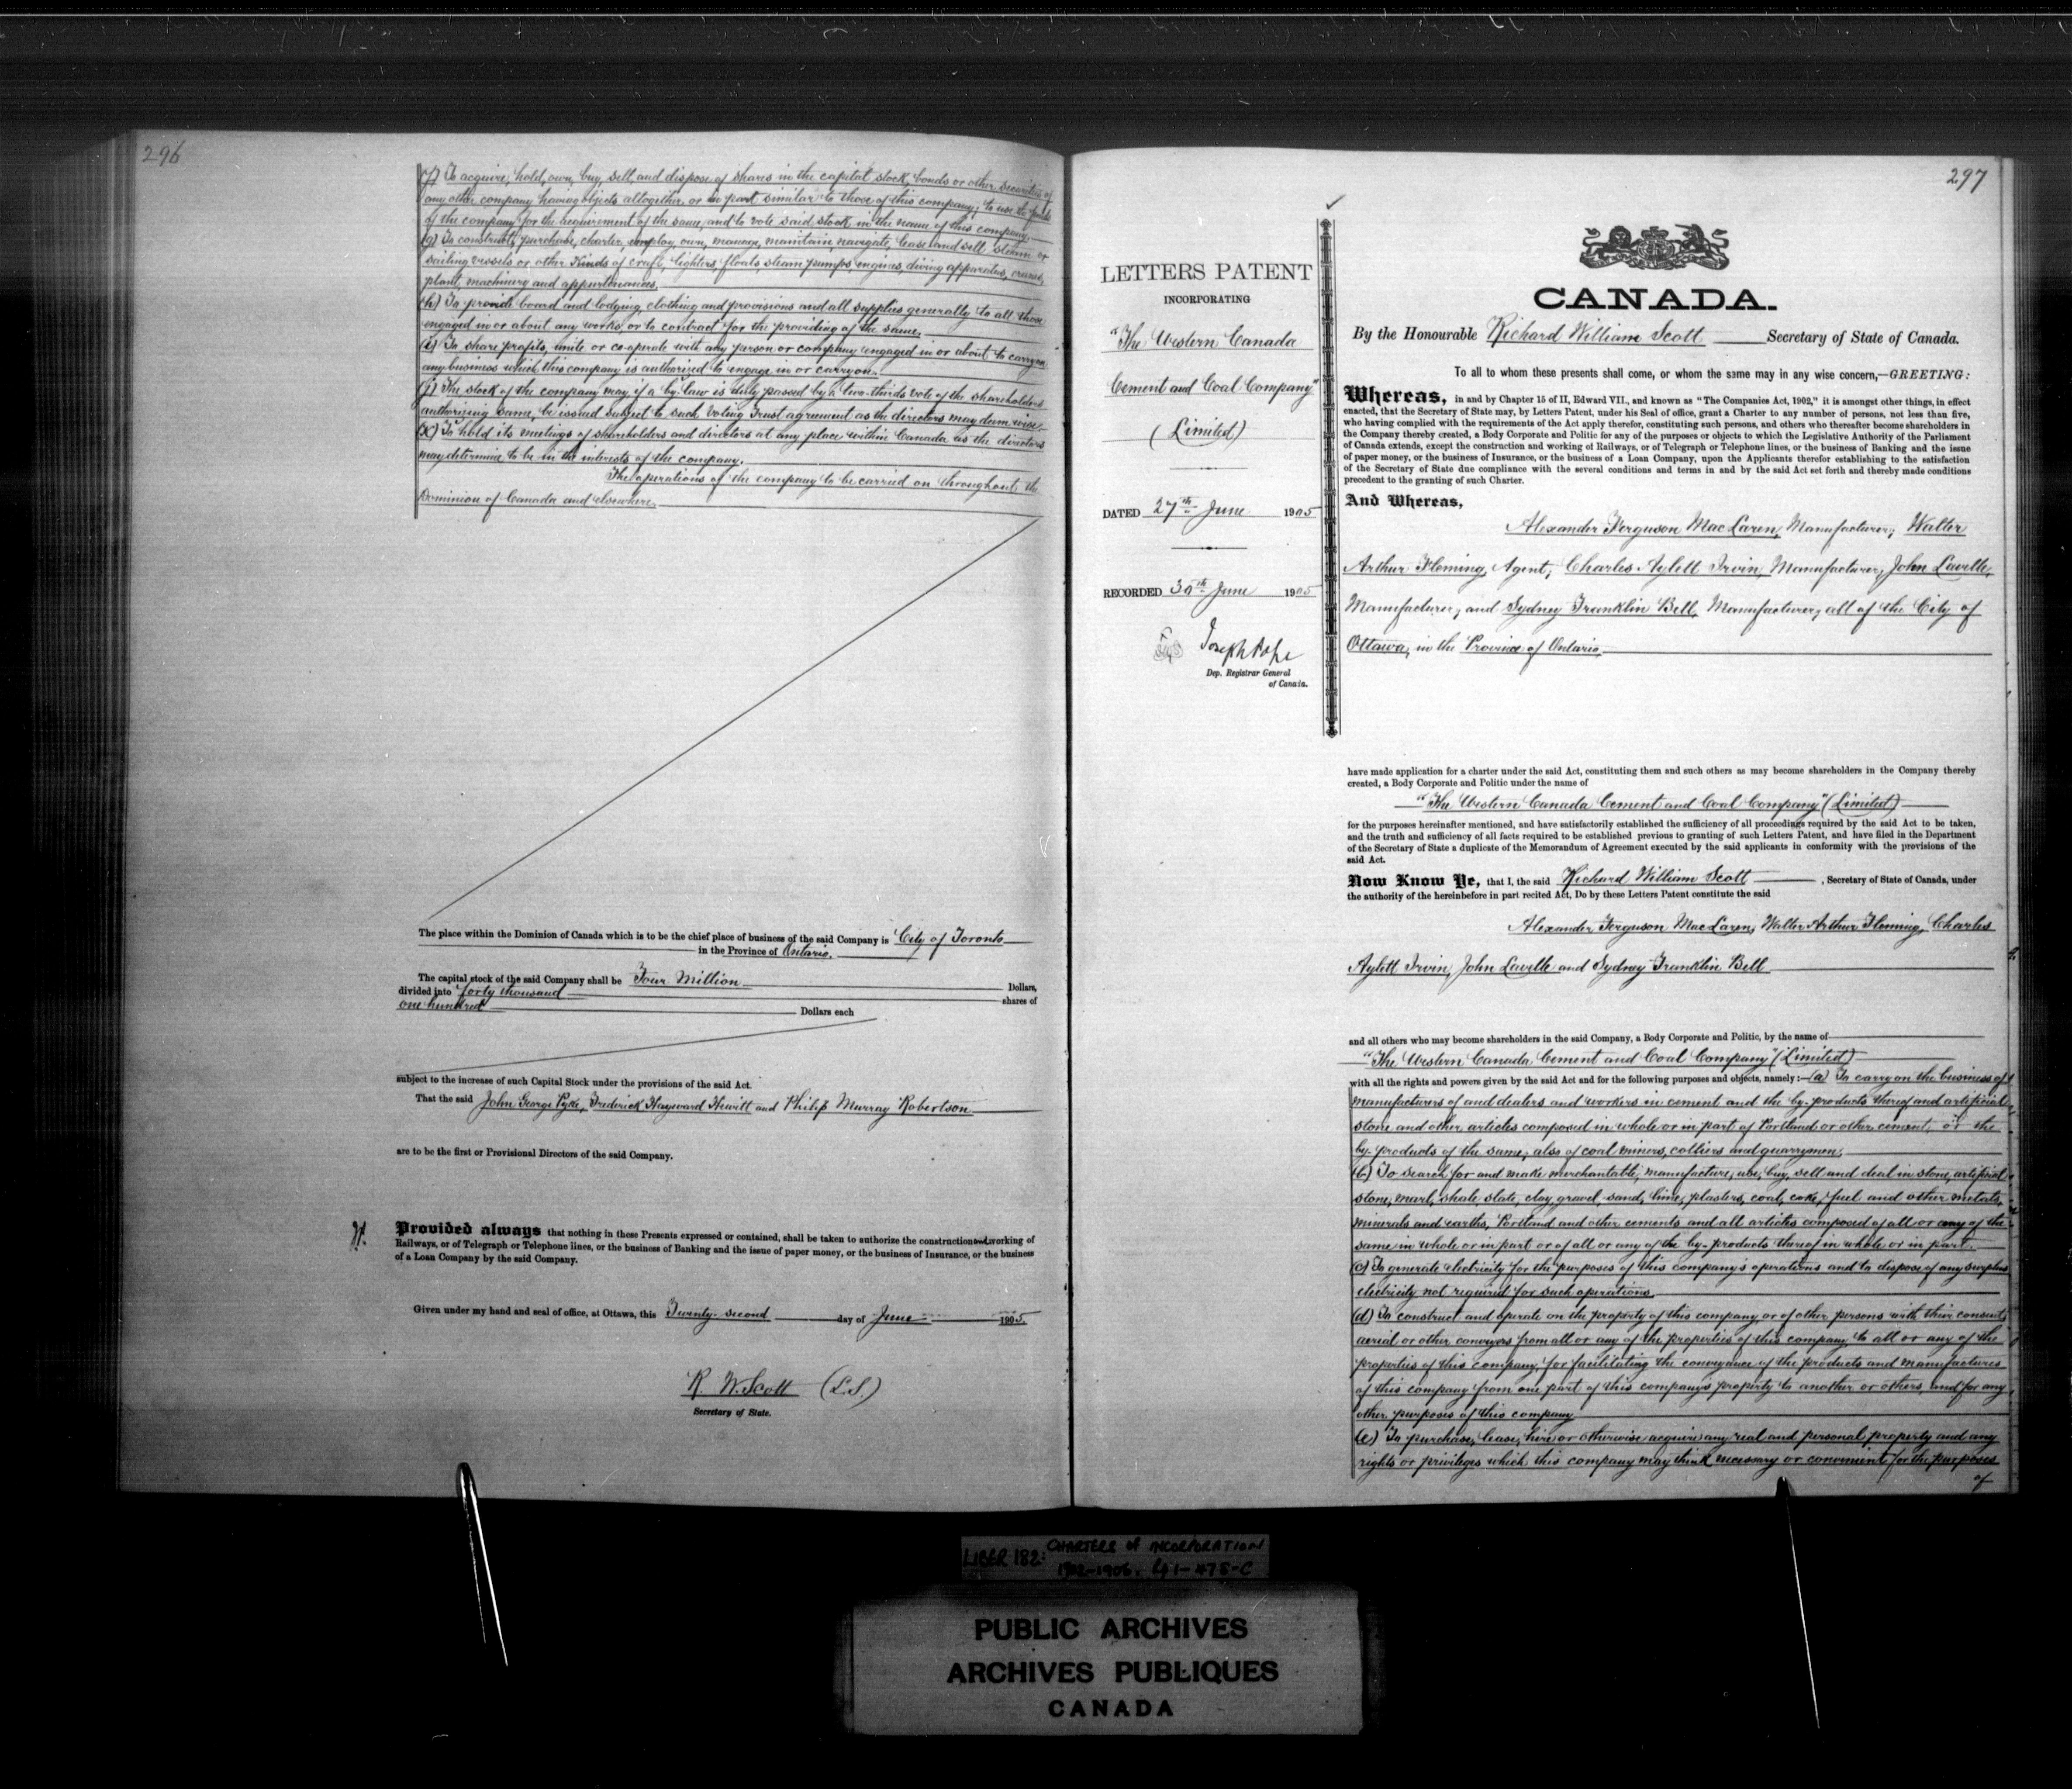 296
(f) To acquire, hold, own, buy, sell, and dispose of shares in the capital stock, bonds or other securities of
any other company having objects altogether or in part similar to those of this company; to use the funds
of the company for the acquirement of the same, and to vote said stock in the name of this company.
(g) To construct, purchase, charter, employ, own, manage, maintain, navigate, lease and sell steam or
sailing vessels or other kinds of craft, lighters, floats, steam pumps, engines, diving apparatus, cranes,
plant, machinery and appurtenances.
(h) To provide board and lodging, clothing and provisions and all supplies generally to all those
engaged in or about any works, or to contract for the providing of the same.
(i) To share profits, unite or co-operate with any person or company engaged in or about to carry on
any business which this company is authorized to engage in or carry on.
(j) The stock of the company may if a by-law is duly passed by a two-thirds vote of the shareholders
authorizing same, be issued subject to such voting trust agreement as the directors may deem wise.
(k) To hold its meetings of shareholders and directors at any place within Canada as the directors
may determine to be in the interests of the company.
The operations of the company to be carried on throughout the
Dominion of Canada and elsewhere.
The place within the Dominion of Canada which is to be the chief place of business of the said Company is City of Toronto
in the Province of Ontario.
The capital stock of the said Company shall be Four Million Dollars,
divided into forty thousand shares of
one hundred Dollars each
subject to the increase of such Capital Stock under the provisions of the said Act.
That the said John George Pyke, Frederick Hayward Hewitt and Philip Murray Robertson
are to be the first or Provisional Directors of the said Company.
Provided always that nothing in these Presents expressed or contained, shall be taken to authorize the construction and working of
Railways, or of Telegraph or Telephone lines, or the business of Banking and the issue of paper money, or the business of Insurance, or the business
of a Loan Company by the said Company.
Given under my hand and seal of office, at Ottawa, this Twenty-second day of June 1905.
R. W. Scott (L.S.)
Secretary of State.
297
LETTERS PATENT
INCORPORATING
"The Western Canada
Cement and Coal Company"
(Limited)
DATED 27th June 1905
RECORDED 30th June 1905
Joseph Pope
Dep. Registrar General
of Canada.
CANADA.
By the Honourable Richard William Scott Secretary of State of Canada.
To all to whom these presents shall come, or whom the same may in any wise concern,—GREETING:
Whereas, in and by Chapter 15 of II, Edward VII., and known as "The Companies Act, 1902," it is amongst other things, in effect
enacted, that the Secretary of State may, by Letters Patent, under his Seal of office, grant a Charter to any number of persons, not less than five,
who having complied with the requirements of the Act apply therefor, constituting such persons, and others who thereafter become shareholders in
the Company thereby created, a Body Corporate and Politic for any of the purposes or objects to which the Legislative Authority of the Parliament
of Canada extends, except the construction and working of Railways, or of Telegraph or Telephone lines, or the business of Banking and the issue
of paper money, or the business of Insurance, or the business of a Loan Company, upon the Applicants therefor establishing to the satisfaction
of the Secretary of State due compliance with the several conditions and terms in and by the said Act set forth and thereby made conditions
precedent to the granting of such Charter.
And Whereas,
Alexander Ferguson MacLaren, Manufacturer; Walter
Arthur Fleming, Agent; Charles Aylett Irvin, Manufacturer; John Lavelle,
Manufacturer; and Sydney Franklin Bell, Manufacturer; all of the City of
Ottawa, in the Province of Ontario,
have made application for a charter under the said Act, constituting them and such others as may become shareholders in the Company thereby
created, a Body Corporate and Politic under the name of
"The Western Canada Cement and Coal Company" (Limited)
for the purposes hereinafter mentioned, and have satisfactorily established the sufficiency of all proceedings required by the said Act to be taken,
and the truth and sufficiency of all facts required to be established previous to granting of such Letters Patent, and have filed in the Department
of the Secretary of State a duplicate of the Memorandum of Agreement executed by the said applicants in conformity with the provisions of the
said Act.
Now Know Ye, that I, the said Richard William Scott, Secretary of State of Canada, under
the authority of the hereinbefore in part recited Act, Do by these Letters Patent constitute the said
Alexander Ferguson MacLaren, Walter Arthur Fleming, Charles
Aylett Irvin, John Lavelle and Sydney Franklin Bell
and all others who may become shareholders in the said Company, a Body Corporate and Politic, by the name of
"The Western Canada Cement and Coal Company" (Limited)
with all the rights and powers given by the said Act and for the following purposes and objects, namely:—(a) To carry on the business of
manufacturers of and dealers and workers in cement and the by-products thereof and artificial
stone and other articles composed in whole or in part of Portland or other cement, or the
by-products of the same; also of coal miners, colliers and quarrymen.
(b) To search for and make merchantable, manufacture, use, buy, sell and deal in stone, artificial
stone, marl, shale, slate, clay, gravel, sand, lime, plasters, coal, coke, fuel and other metals,
minerals and earths, Portland and other cements and all articles composed of all or any of the
same in whole or in part or of all or any of the by-products thereof in whole or in part.
(c) To generate electricity for the purposes of this company's operations and to dispose of any surplus
electricity not required for such operations.
(d) To construct and operate on the property of this company or of other persons with their consent,
aerial or other conveyors from all or any of the properties of this company to all or any of the
properties of this company, for facilitating the conveyance of the products and manufactures
of this company from one part of this company's property to another or others, and for any
other purposes of this company
(e) To purchase, lease, hire or otherwise acquire any real and personal property and any
rights or privileges which this company may think necessary or convenient for the purposes
of
LIBER 182: CHARTERS OF INCORPORATION
1902-1906. 41-478-C
PUBLIC ARCHIVES
ARCHIVES PUBLIQUES
CANADA